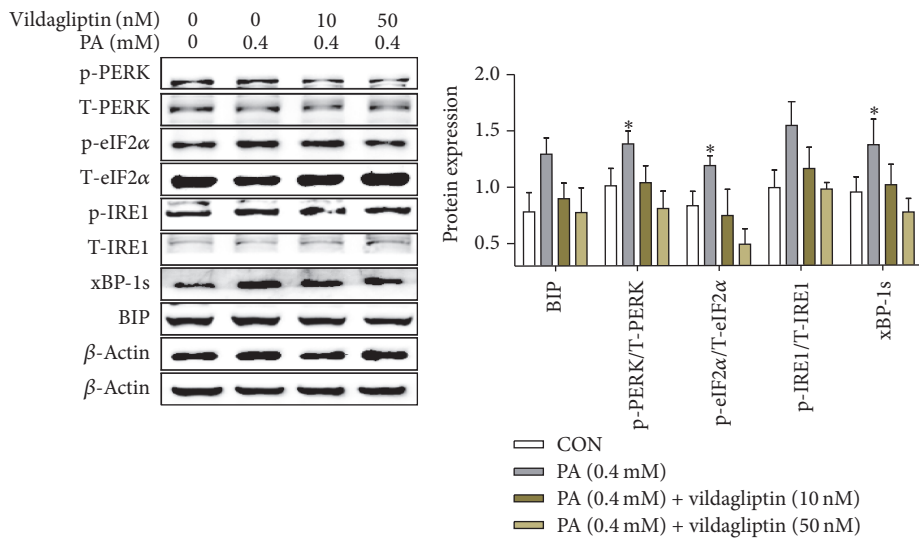 Vildagliptin (nM) 0 0 10 50
PA (mM) 0 0.4 0.4 0.4
p-PERK
T-PERK
p-eIF2α
T-eIF2α
p-IRE1
T-IRE1
xBP-1s
BIP
β-Actin
β-Actin
Protein expression
2.0
1.5
1.0
0.5
* * *
BIP
p-PERK/T-PERK
p-eIF2α/T-eIF2α
p-IRE1/T-IRE1
xBP-1s
CON
PA (0.4 mM)
PA (0.4 mM) + vildagliptin (10 nM)
PA (0.4 mM) + vildagliptin (50 nM)